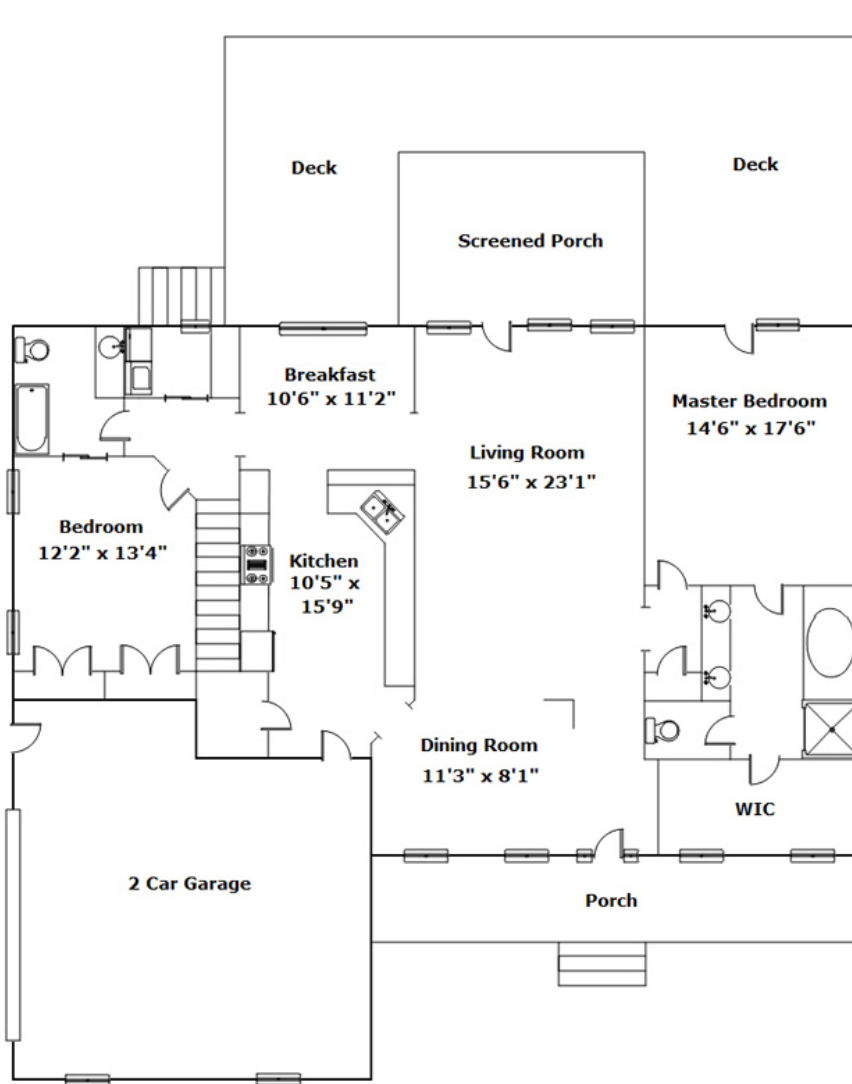 Deck
Deck
Screened Porch
Breakfast
10'6" x 11'2"
Master Bedroom
14'6" x 17'6"
Living Room
15'6" x 23'1"
Bedroom
12'2" x 13'4"
Kitchen
10'5" x
15'9"
Dining Room
11'3" x 8'1"
WIC
2 Car Garage
Porch